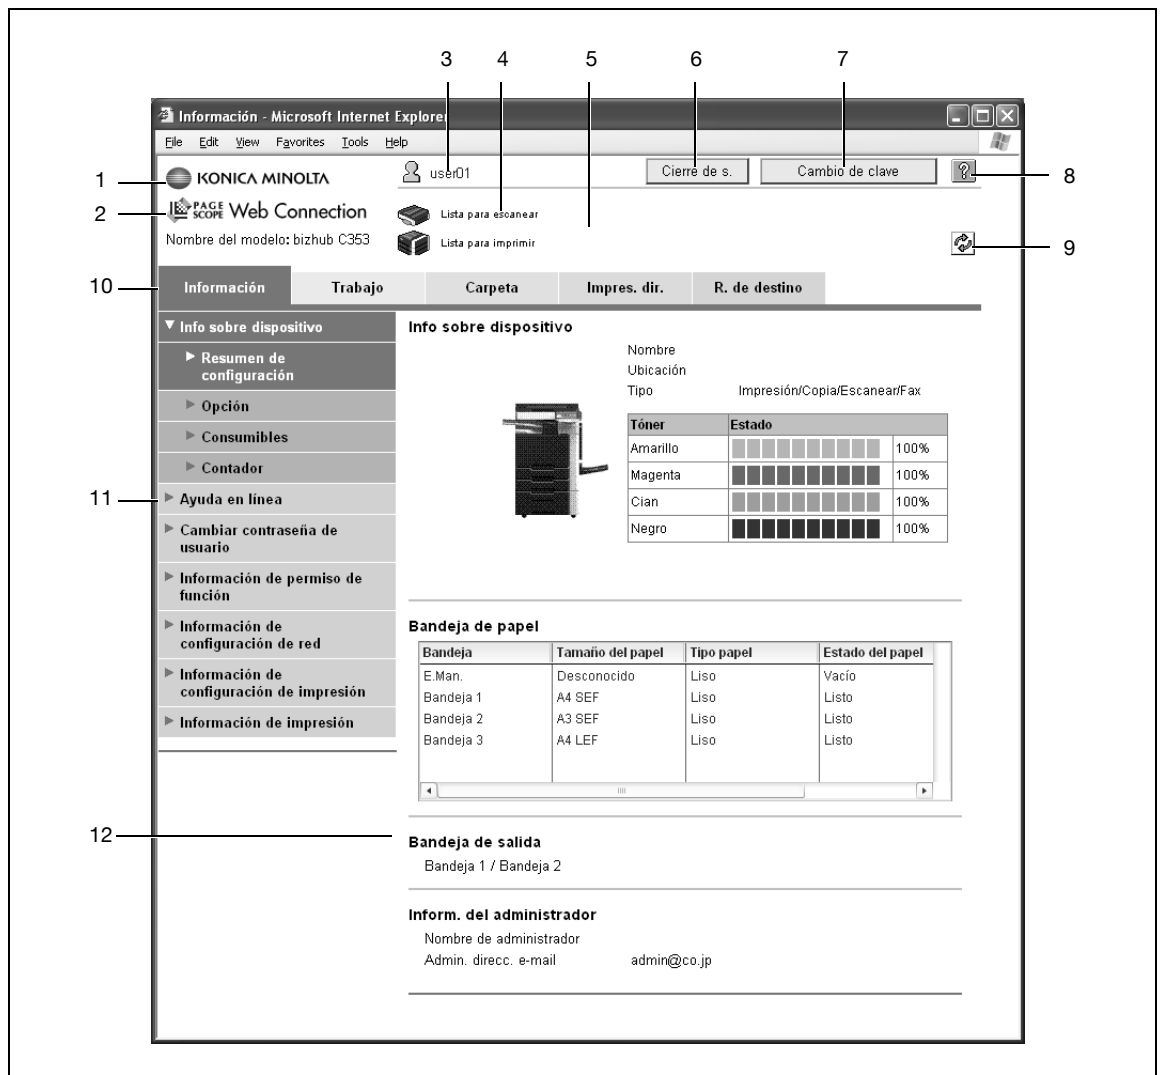 3 4 5 6 7
Información - Microsoft Internet Explorer
File Edit View Favorites Tools Help
1 KONICA MINOLTA user01 Cierre de s. Cambio de clave 8
2 PAGE SCOPE Web Connection Lista para escanear
Nombre del modelo: bizhub C353 Lista para imprimir 9
10 Información Trabajo Carpeta Impres. dir. R. de destino
Info sobre dispositivo
Resumen de
configuración
Opción
Consumibles
Contador
11 Ayuda en línea
Cambiar contraseña de
usuario
Información de permiso de
función
Información de
configuración de red
Información de
configuración de impresión
Información de impresión
12
Info sobre dispositivo
Nombre
Ubicación
Tipo Impresión/Copia/Escanear/Fax
Tóner Estado
Amarillo 100%
Magenta 100%
Cian 100%
Negro 100%
Bandeja de papel
Bandeja Tamaño del papel Tipo papel Estado del papel
E.Man. Desconocido Liso Vacío
Bandeja 1 A4 SEF Liso Listo
Bandeja 2 A3 SEF Liso Listo
Bandeja 3 A4 LEF Liso Listo
Bandeja de salida
Bandeja 1 / Bandeja 2
Inform. del administrador
Nombre de administrador
Admin. direcc. e-mail admin@co.jp